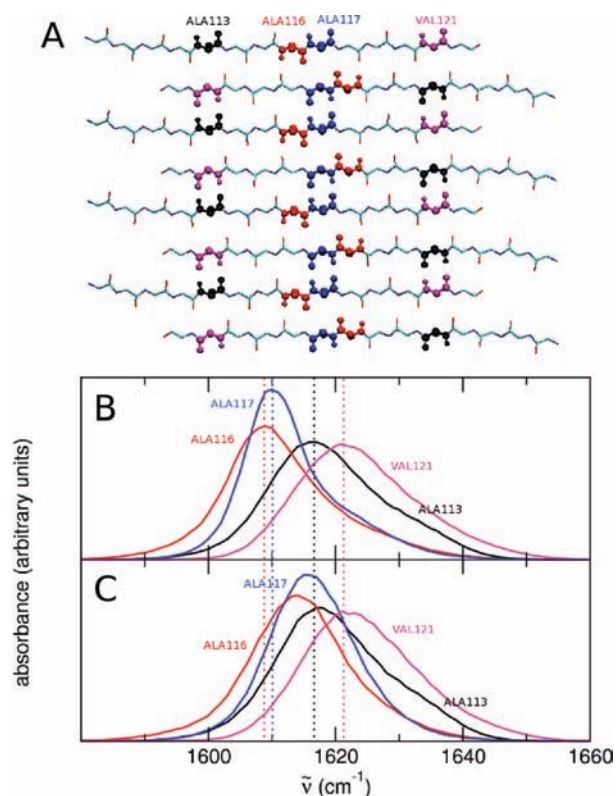 A
ALA113 ALA116 ALA117 VAL121
B
ALA117
ALA116
VAL121
ALA113
C
ALA117
ALA116
VAL121
ALA113
absorbance (arbitrary units)
1600 1620 1640 1660
ν̃ (cm⁻¹)